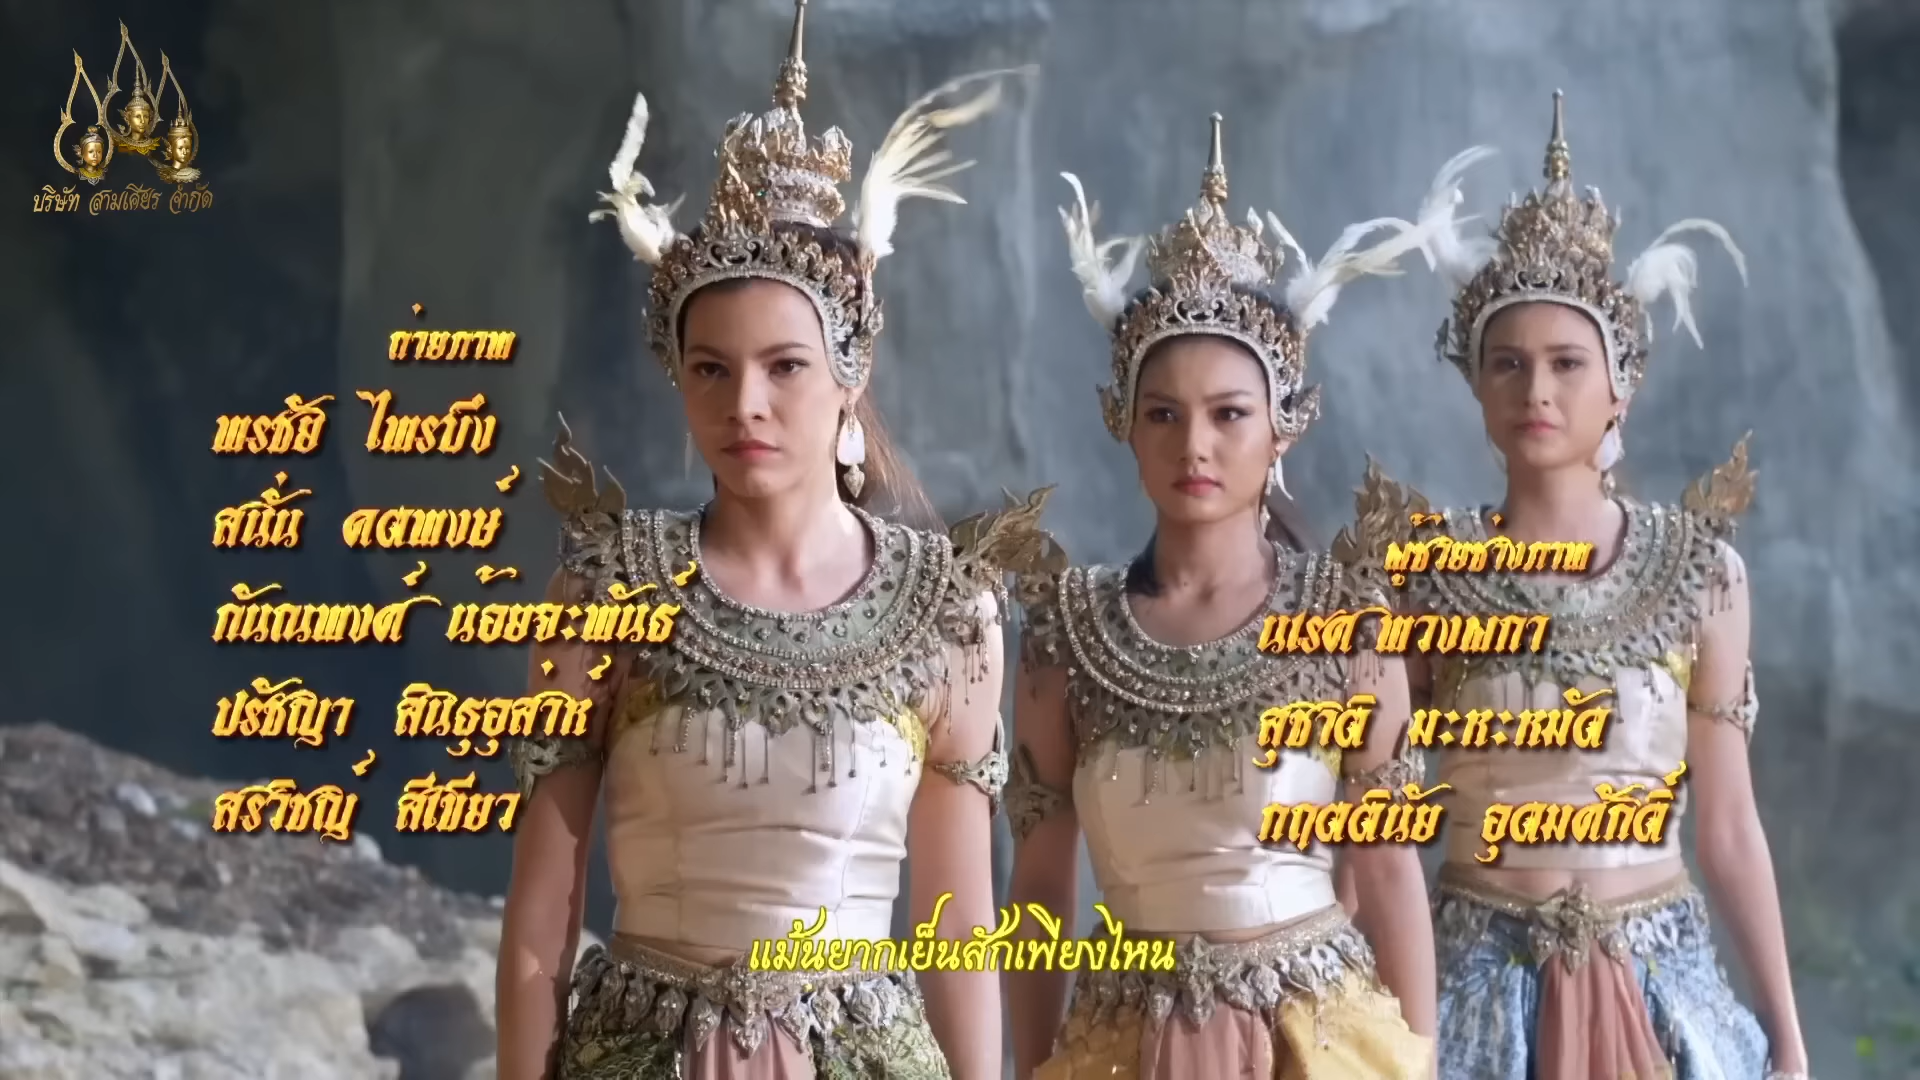 บริษัท สามเศียร จำกัด
ถ่ายภาพ
พรชัย ไพรบึง
สนั่น ดลพงษ์
กัณณพงศ์ น้อยจะพันธ์
ปรัชญา สินธุอุส่าห์
สรวิชญ์ สีเขียว
ผู้ช่วยช่างภาพ
นเรศ พวงผกา
สุชาติ มะหะหมัด
กฤตตินัย อุดมศักดิ์
แม้นยากเย็นสักเพียงไหน